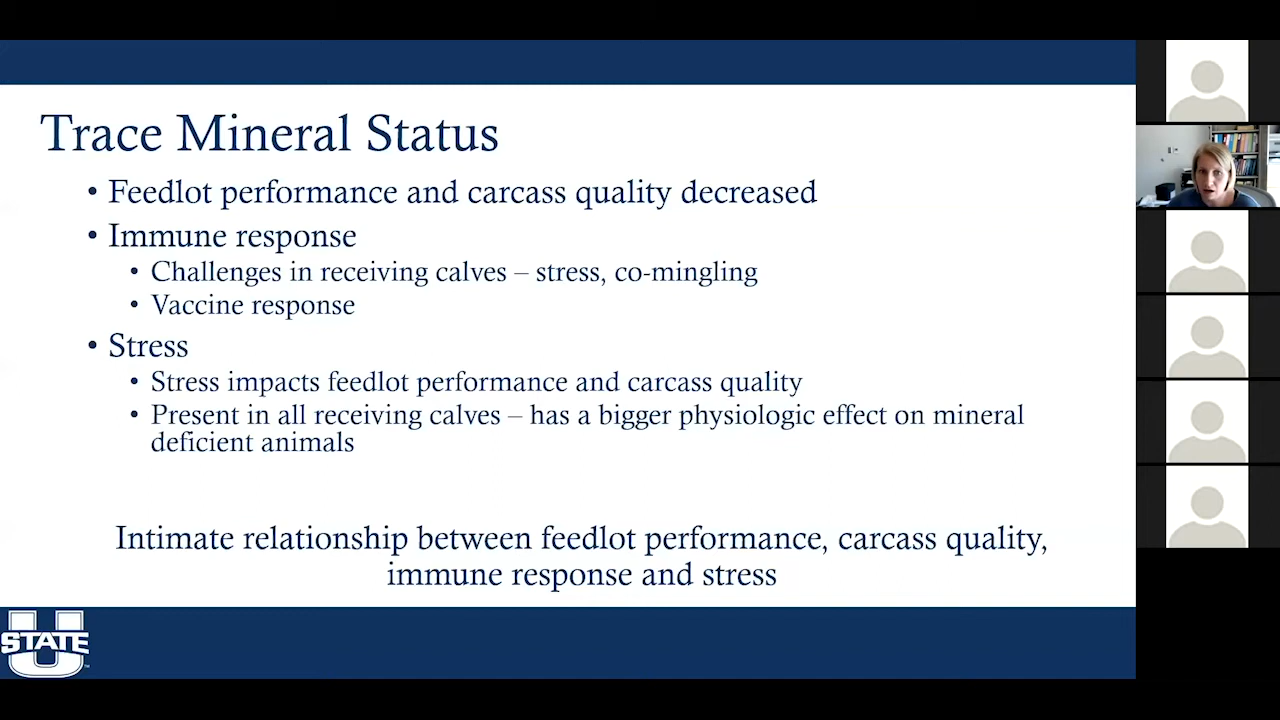 Trace Mineral Status
• Feedlot performance and carcass quality decreased
• Immune response
• Challenges in receiving calves – stress, co-mingling
• Vaccine response
• Stress
• Stress impacts feedlot performance and carcass quality
• Present in all receiving calves – has a bigger physiologic effect on mineral
deficient animals
Intimate relationship between feedlot performance, carcass quality,
immune response and stress
U
STATE
™